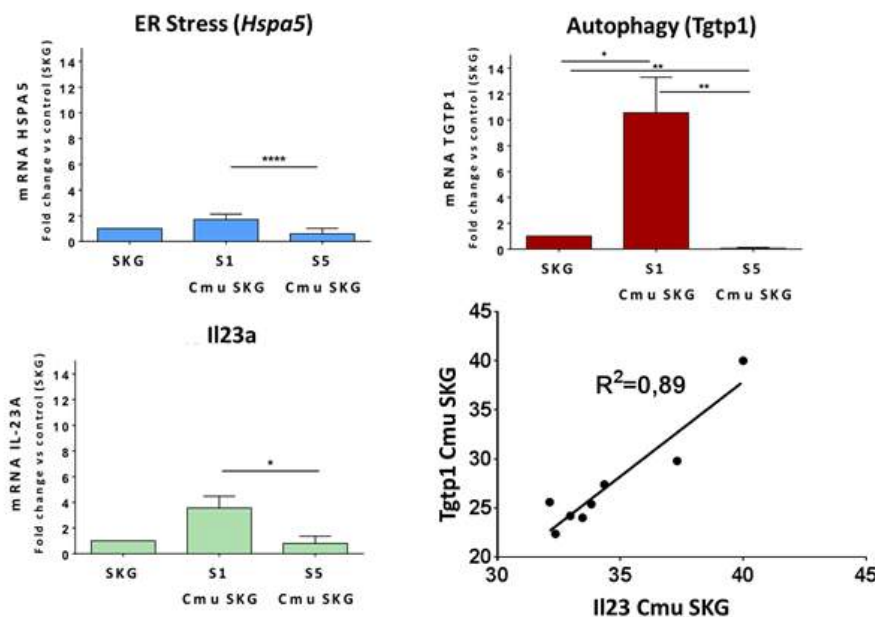 ER Stress (Hspa5)
mRNA HSPA5
Fold change vs control (SKG)
14
12
10
8
6
4
2
0
****
SKG
S1
S5
Cmu SKG
Cmu SKG
Autophagy (Tgtp1)
mRNA TGTP1
Fold change vs control (SKG)
14
12
10
8
6
4
2
0
*
**
**
SKG
S1
S5
Cmu SKG
Cmu SKG
Il23a
mRNA IL-23A
Fold change vs control (SKG)
14
12
10
8
6
4
2
0
*
SKG
S1
S5
Cmu SKG
Cmu SKG
Tgtp1 Cmu SKG
45
40
35
30
25
20
R²=0,89
30
35
40
45
Il23 Cmu SKG